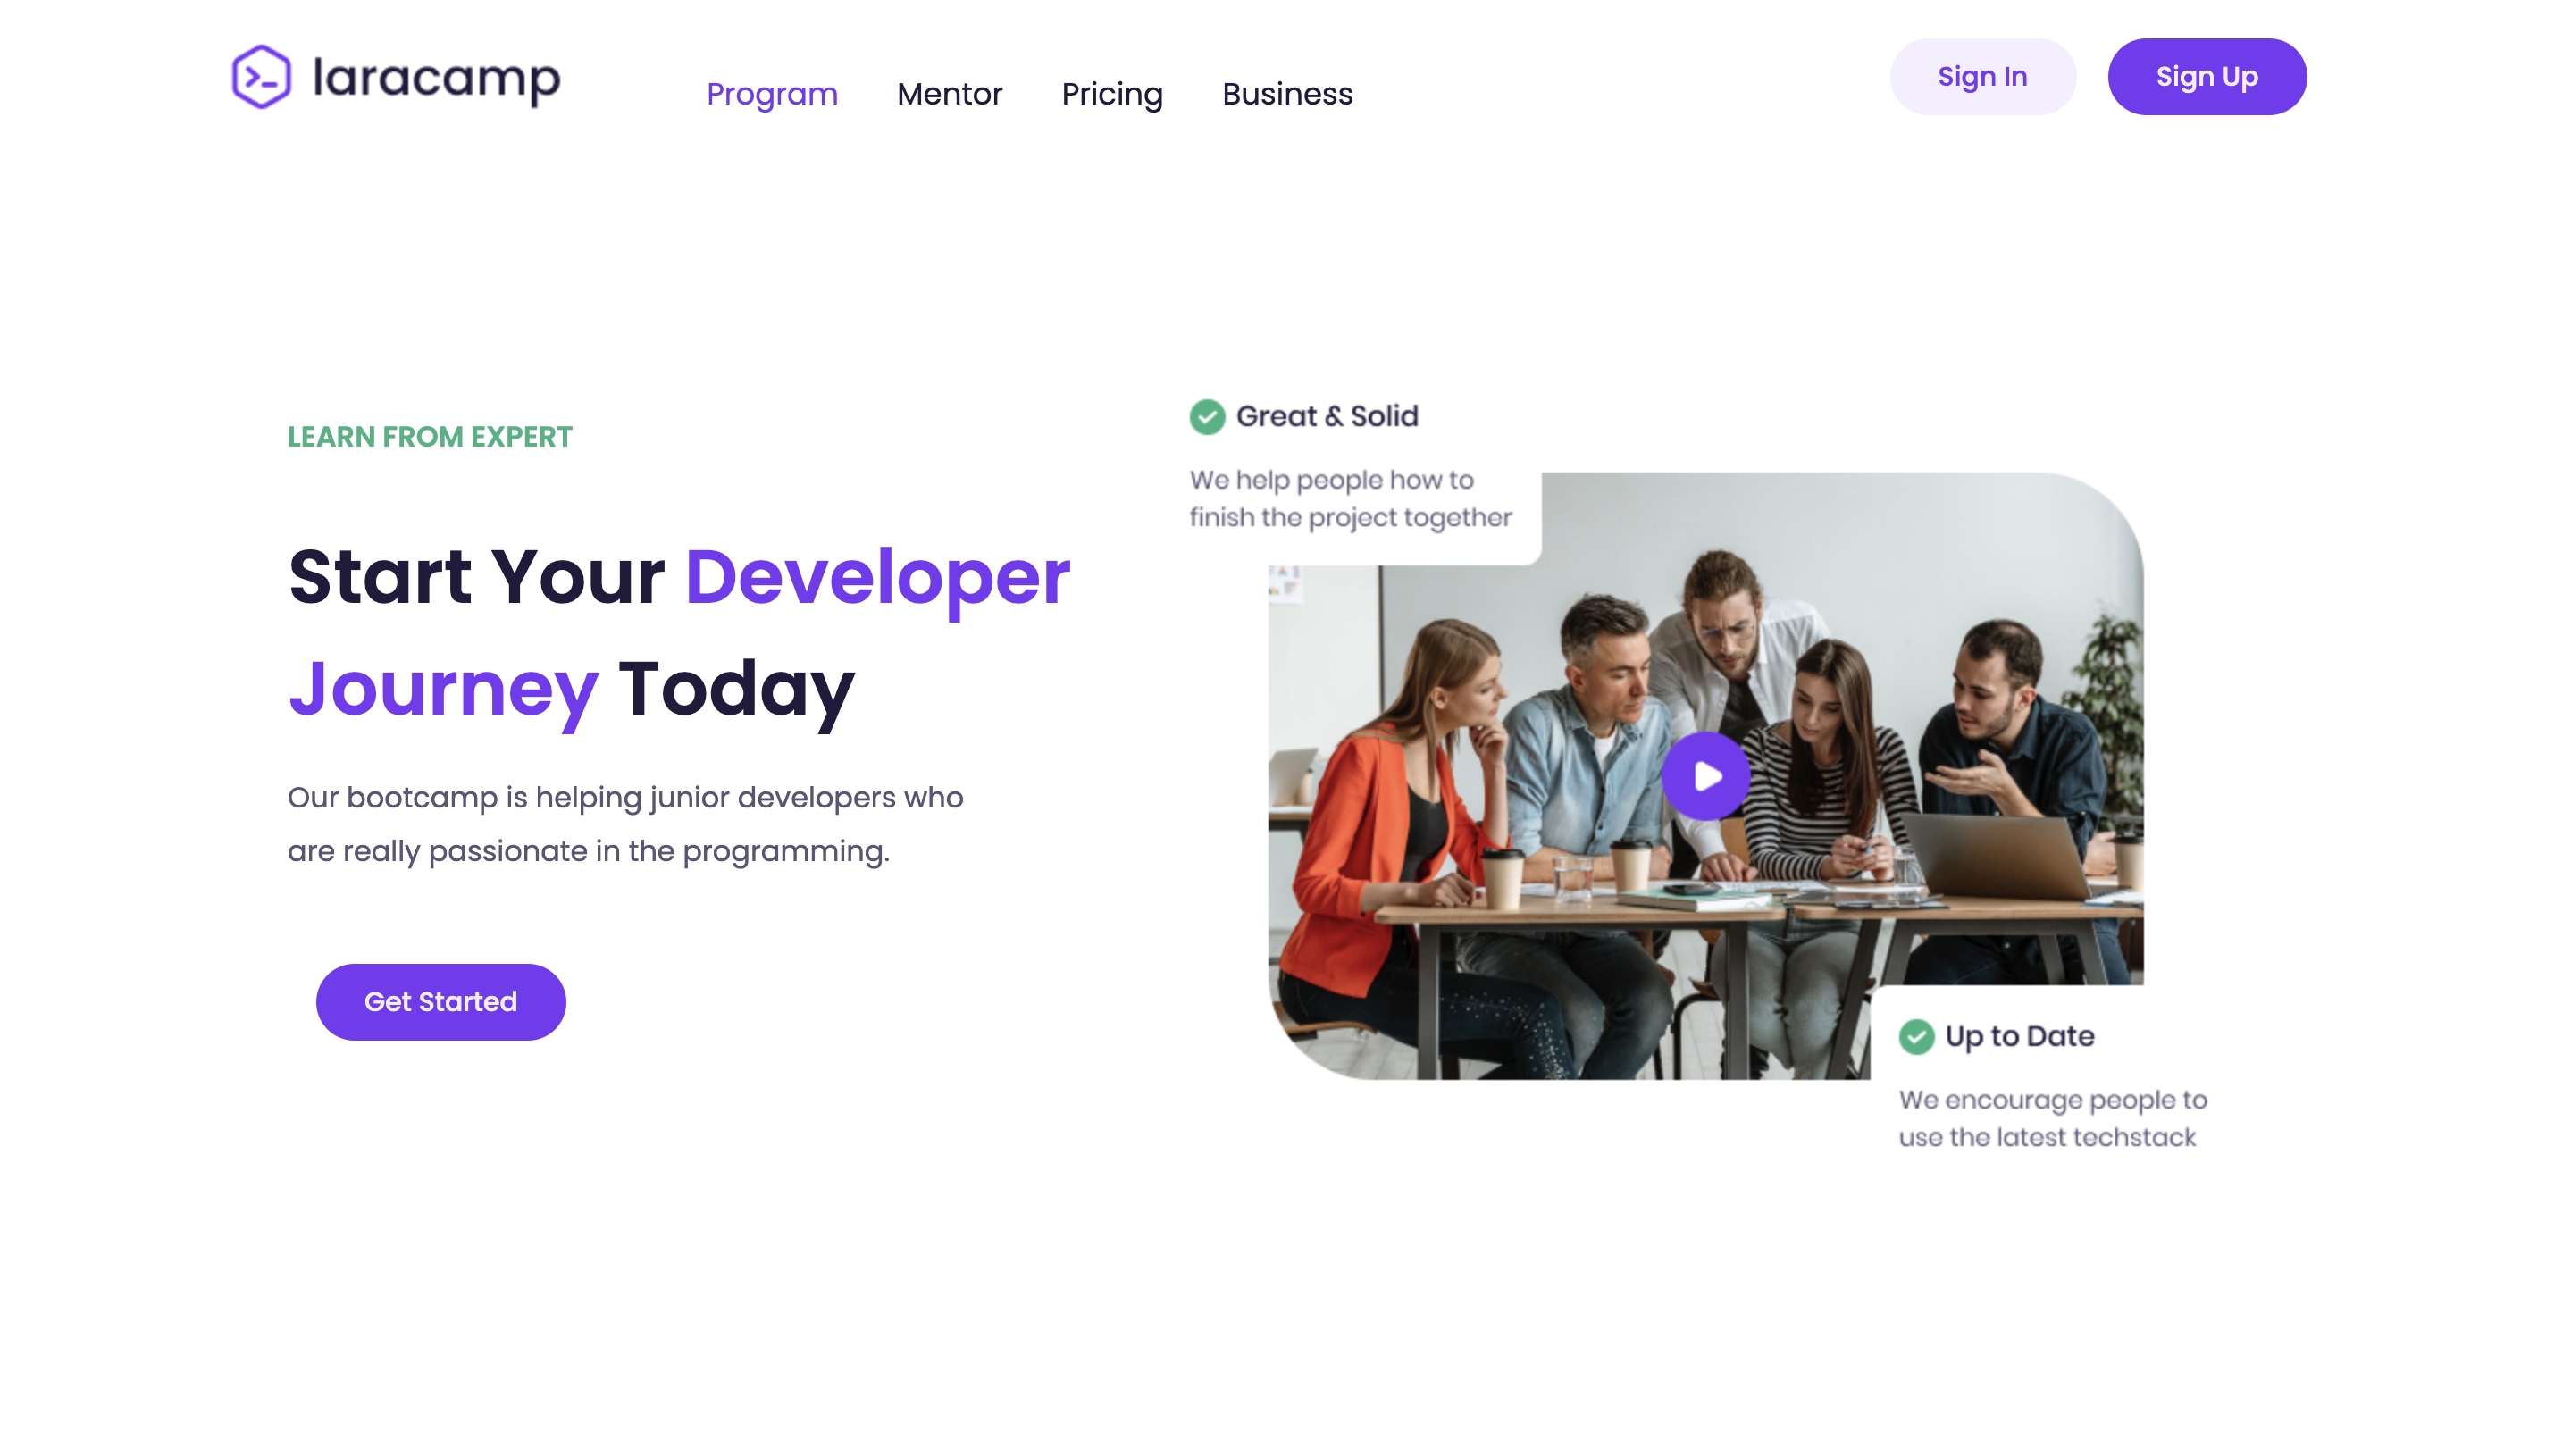 laracamp
Program
Mentor
Pricing
Business
Sign In
Sign Up
LEARN FROM EXPERT
Start Your Developer
Journey Today
Our bootcamp is helping junior developers who
are really passionate in the programming.
Get Started
Great & Solid
We help people how to
finish the project together
Up to Date
We encourage people to
use the latest techstack